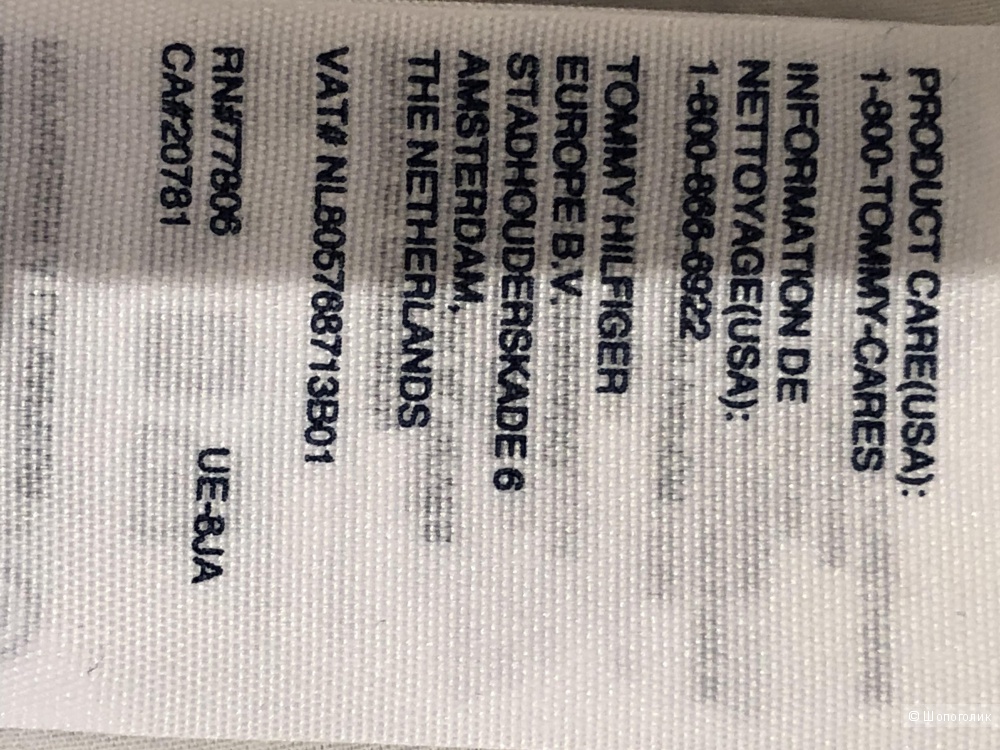 PRODUCT CARE(USA):
1-800-TOMMY-CARES
INFORMATION DE
NETTOYAGE(USA):
1-800-866-6922
TOMMY HILFIGER
EUROPE B.V.
STADHOUDERSKADE 6
AMSTERDAM,
THE NETHERLANDS
VAT# NL805768713B01
RN#77806
CA#20781
UE-8JA
© Шопоголик